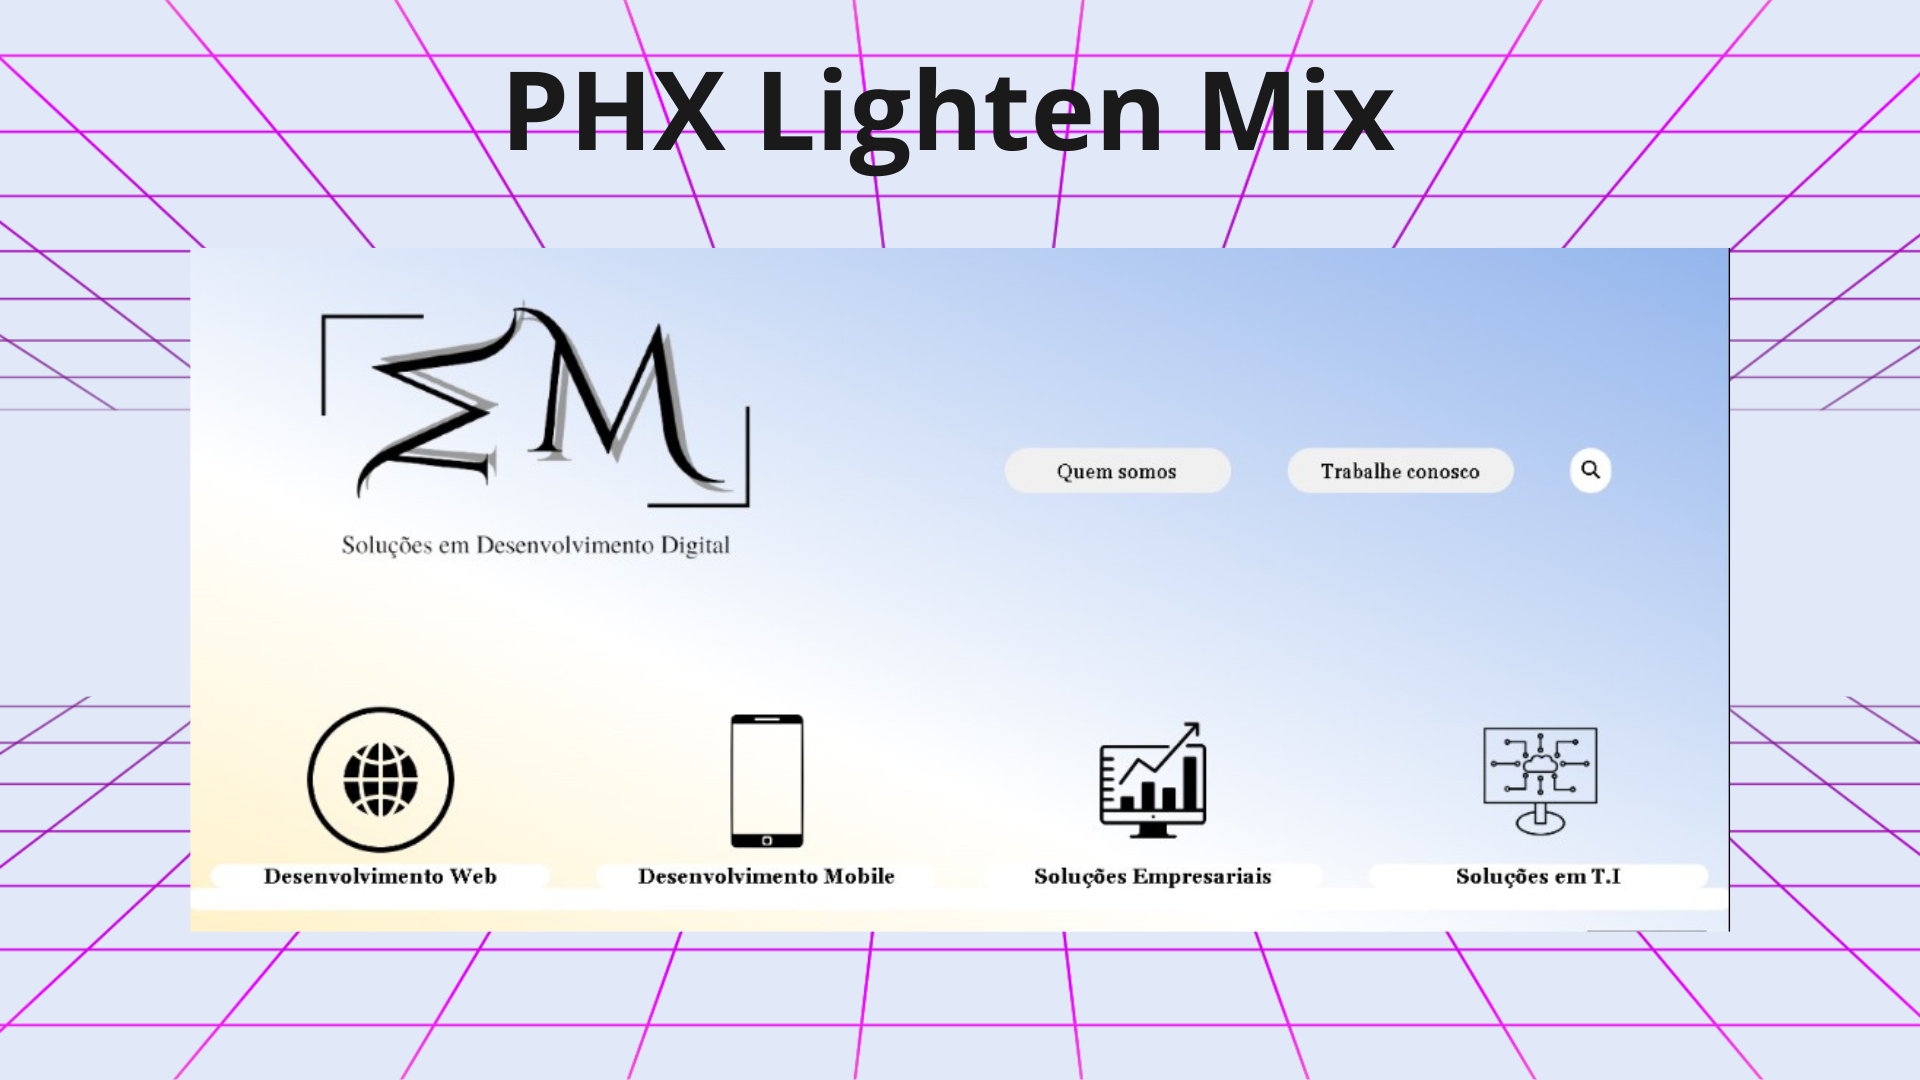 PHX Lighten Mix
EM
Soluções em Desenvolvimento Digital
Quem somos
Trabalhe conosco
Desenvolvimento Web
Desenvolvimento Mobile
Soluções Empresariais
Soluções em T.I